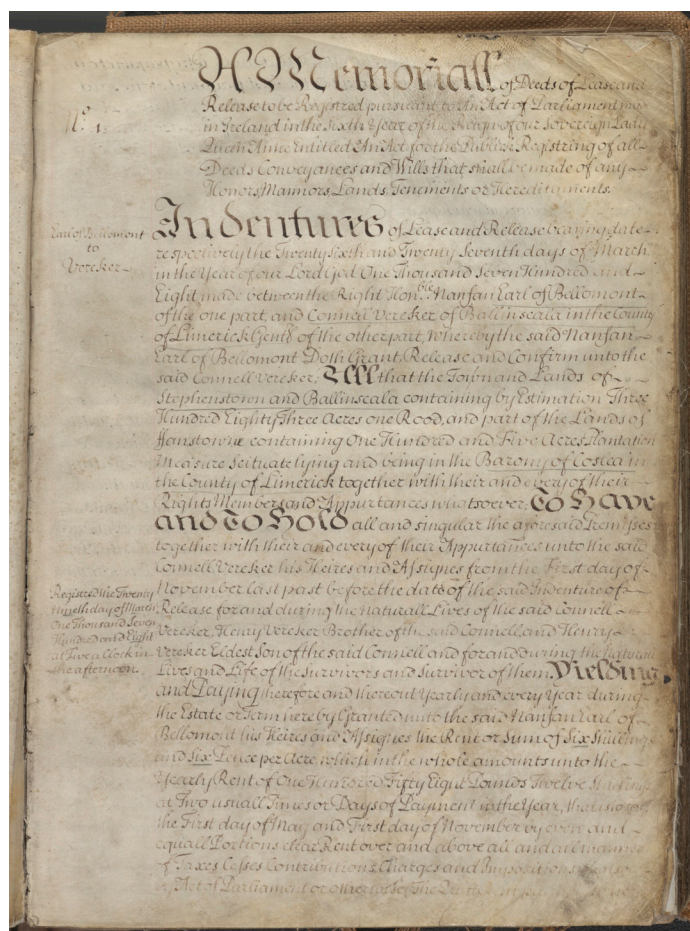 A Memoriall of Deeds of Lease and
Release to be Registred pursuant to An Act of Parliament
in Ireland in the Sixth Year of the Reign of our Sovereign Lady
Queen Anne Entitled An Act for the Publick Registring of all
Deeds Conveyances and Wills that shall be made of any
Honors, Mannors, Lands, Tenements or Hereditaments.
No. 1.
Indentures of Lease and Release bearing date
respectively the Twenty sixth and Twenty Seventh days of March
in the Year of our Lord God One Thousand Seven Hundred and
Eight made between the Right Honble Nanfan Earl of Bellomont
of the one part, and Connell Vereker of Ballinscala in the County
of Limerick Gentl of the other part, Whereby the said Nanfan
Earl of Bellomont Doth Grant, Release and Confirm unto the
said Connell Vereker, All that the Town and Lands of
Stephenstown and Ballinscala containing by Estimation Three
Hundred Eighty Three Acres one Rood, and part of the Lands of
containing One Hundred and Five Acres Plantation
Measure Scituate lying and being in the Barony of Coslea in
the County of Limerick together with their and every of their
Rights Members and Appurtances whatsoever, To Have
and To Hold all and singular the aforesaid Premisses
together with their and every of their Appurtances unto the said
Connell Vereker his Heires and Assignes from the First day of
November last past before the date of the said Indenture of
Release for and during the Naturall Lives of the said Connell
Vereker, Henry Vereker Brother of the said Connell, and Henry
Vereker Eldest Son of the said Connell and for and during the Naturall
Lives and Life of the Survivors and Survivor of them, Yielding
and Paying therefore and thereout Yearly and every Year during
the Estate or Term hereby Granted unto the said Nanfan Earl of
Bellomont his Heires and Assignes the Rent or Sum of Six Shillings
and Six Pence per Acre, which in the whole amounts unto the
Yearly Rent of One Hundred Fifty Eight Pounds Twelve
at Two usuall Times or Days of Payment in the Year, that is to say
the First day of May and First day of November by even and
equall Portions clear Rent over and above all and all manner
of Taxes Cesses Contributions Charges and Impositions
by Act of Parliament or otherwise
Earl of Bellomont
to
Vereker
Registred the Twenty
ninth day of March
One Thousand Seven
Hundred and Eight
at Two a Clock in
the afternoon.